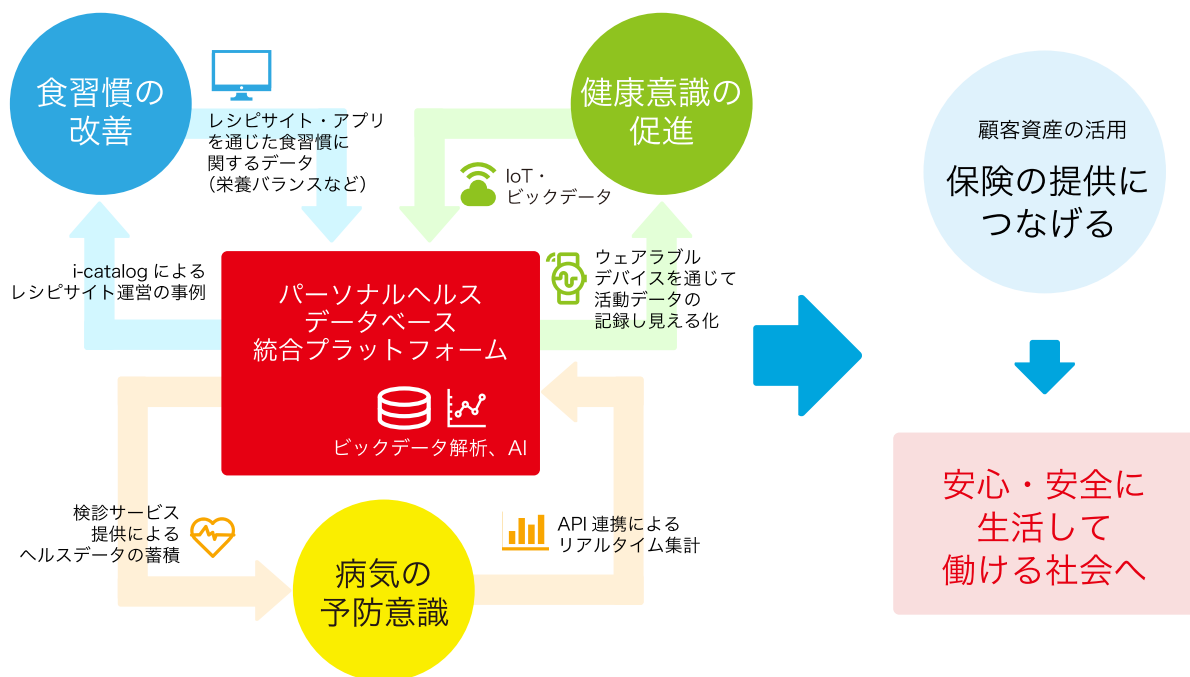 食習慣の
改善
レシピサイト・アプリ
を通じた食習慣に
関するデータ
（栄養バランスなど）
健康意識の
促進
IoT・
ビックデータ
i-catalog による
レシピサイト運営の事例
パーソナルヘルス
データベース
統合プラットフォーム
ビックデータ解析、AI
ウェアラブル
デバイスを通じて
活動データの
記録し見える化
検診サービス
提供による
ヘルスデータの蓄積
病気の
予防意識
API 連携による
リアルタイム集計
顧客資産の活用
保険の提供に
つなげる
安心・安全に
生活して
働ける社会へ